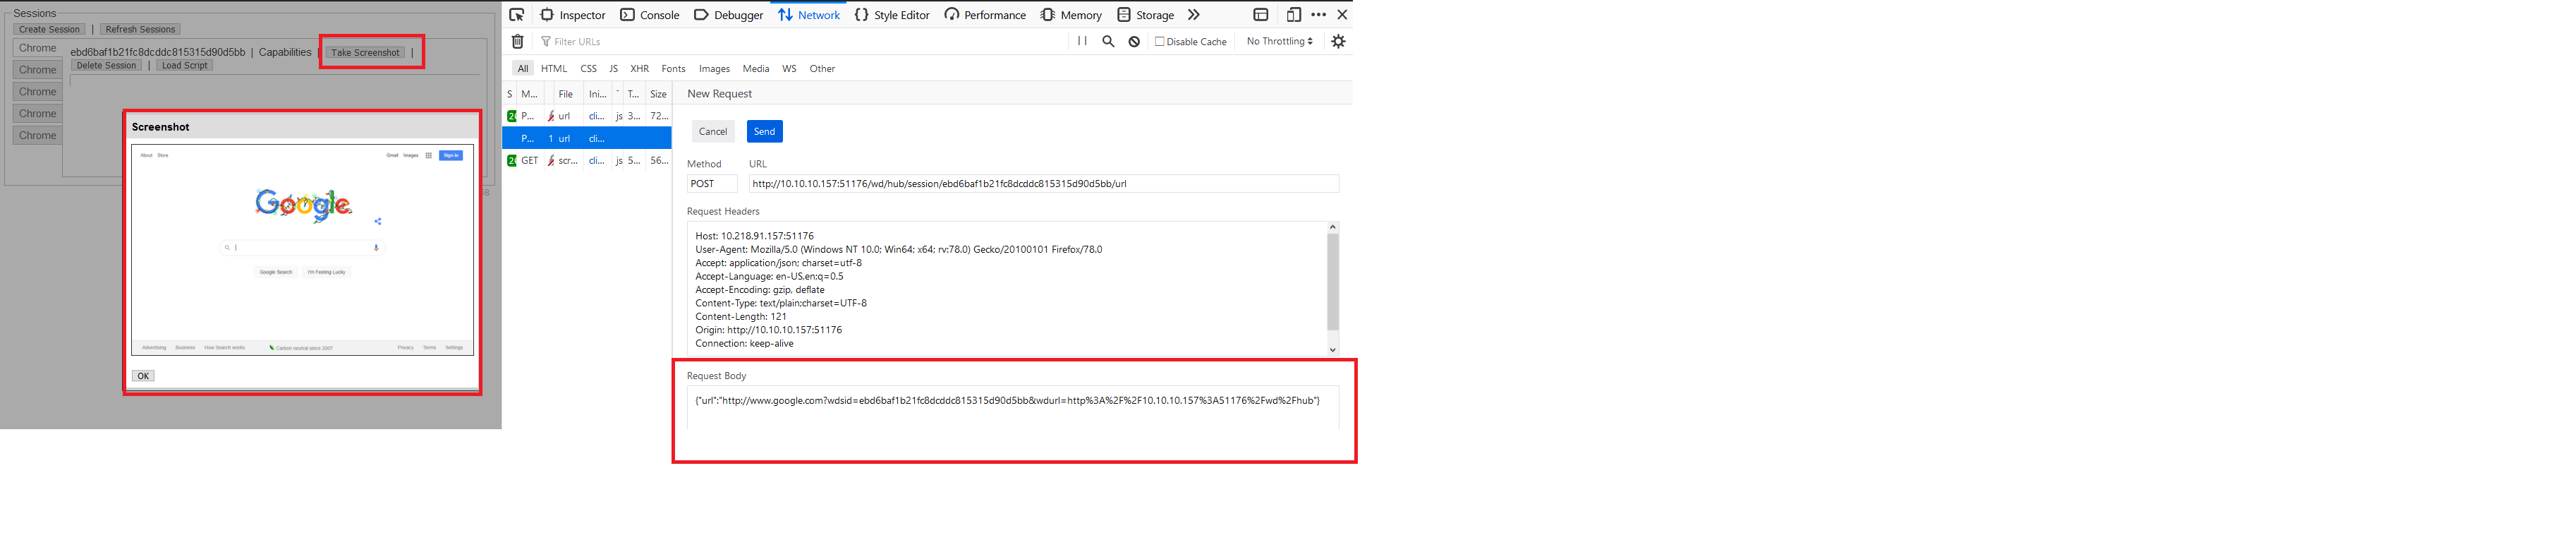 Sessions
Create Session | Refresh Sessions
Chrome
Chrome
Chrome
Chrome
Chrome
ebd6baf1b21fc8dcddc815315d90d5bb | Capabilities | Take Screenshot |
Delete Session | Load Script
Screenshot
About Store
Gmail Images Sign in
Google
Google Search I'm Feeling Lucky
Advertising Business How Search works Carbon neutral since 2007 Privacy Terms Settings
OK
Inspector Console Debugger Network Style Editor Performance Memory Storage
Filter URLs Disable Cache No Throttling
All HTML CSS JS XHR Fonts Images Media WS Other
S M... File Ini... T... Size
P... url cli... js 3... 72...
P... 1 url cli...
GET scr... cli... js 5... 56...
New Request
Cancel Send
Method URL
POST http://10.10.10.157:51176/wd/hub/session/ebd6baf1b21fc8dcddc815315d90d5bb/url
Request Headers
Host: 10.218.91.157:51176
User-Agent: Mozilla/5.0 (Windows NT 10.0; Win64; x64; rv:78.0) Gecko/20100101 Firefox/78.0
Accept: application/json; charset=utf-8
Accept-Language: en-US,en;q=0.5
Accept-Encoding: gzip, deflate
Content-Type: text/plain;charset=UTF-8
Content-Length: 121
Origin: http://10.10.10.157:51176
Connection: keep-alive
Request Body
{"url":"http://www.google.com?wdsid=ebd6baf1b21fc8dcddc815315d90d5bb&wdurl=http%3A%2F%2F10.10.10.157%3A51176%2Fwd%2Fhub"}